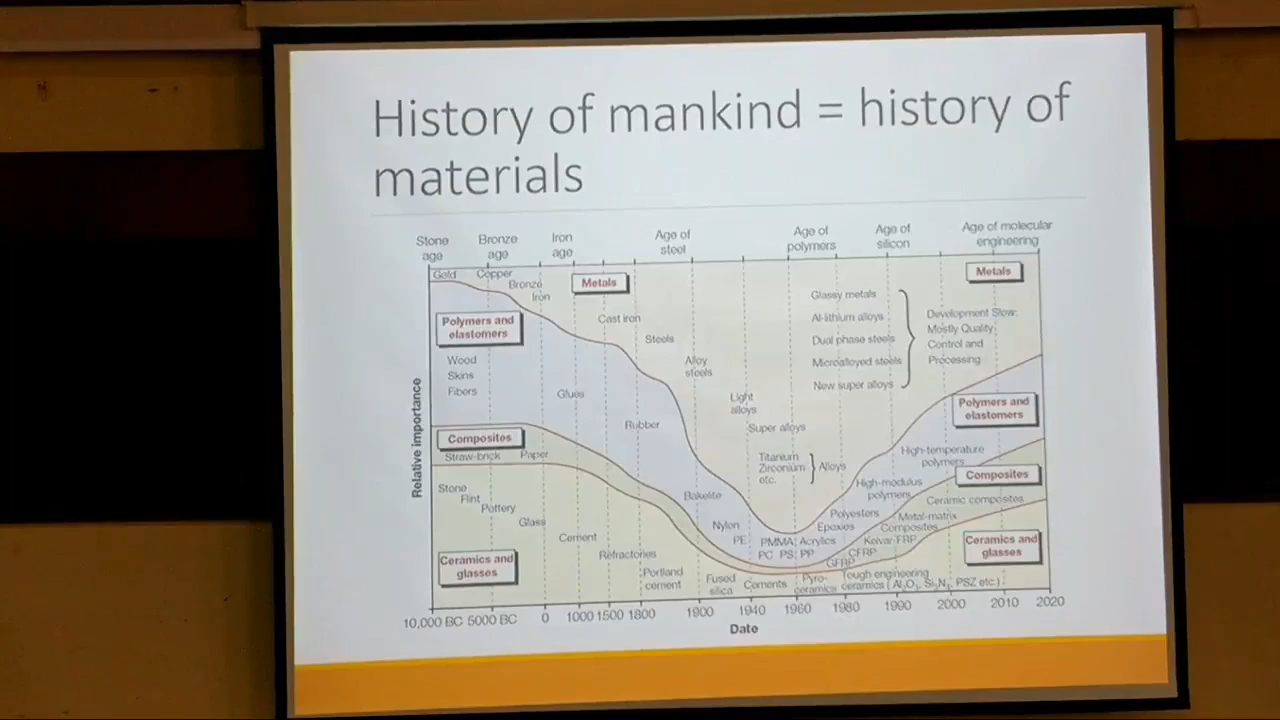 History of mankind = history of
materials
Stone
age
Bronze
age
Iron
age
Age of
steel
Age of
polymers
Age of
silicon
Age of molecular
engineering
Gold
Copper
Bronze
Iron
Metals
Metals
Cast iron
Steels
Alloy
steels
Light
alloys
Super alloys
Titanium
Zirconium
etc.
Alloys
Glassy metals
Al-lithium alloys
Dual phase steels
Microalloyed steels
New super alloys
Development Slow:
Mostly Quality
Control and
Processing
Polymers and
elastomers
Wood
Skins
Fibers
Glues
Rubber
Bakelite
Nylon
PE
PMMA Acrylics
PC PS PP
Epoxies
Polyesters
High-modulus
polymers
High-temperature
polymers
Polymers and
elastomers
Composites
Straw-brick
Paper
GFRP
CFRP
Kevlar-FRP
Metal-matrix
Composites
Ceramic composites
Composites
Stone
Flint
Pottery
Glass
Cement
Refractories
Portland
cement
Fused
silica
Cements
Pyro-
ceramics
Tough engineering
ceramics ( Al2O3, Si3N4, PSZ etc.)
Ceramics and
glasses
Ceramics and
glasses
Relative importance
10,000 BC 5000 BC 0 1000 1500 1800 1900 1940 1960 1980 1990 2000 2010 2020
Date